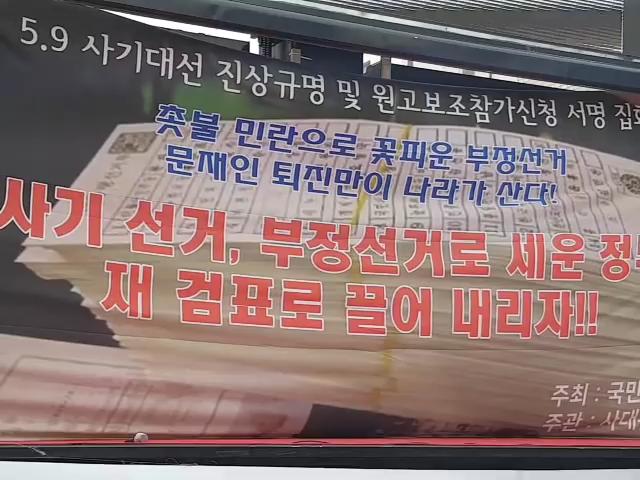 5.9 사기대선 진상규명 및 원고보조참가신청 서명 집회
촛불 민란으로 꽃피운 부정선거
문재인 퇴진만이 나라가 산다!
사기 선거, 부정선거로 세운
재 검표로 끌어 내리자!!
주최 : 국민
주관 :